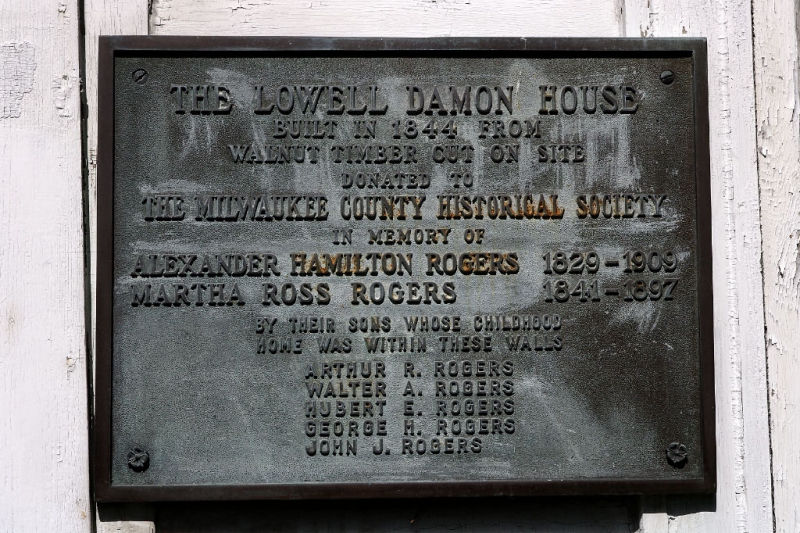 THE LOWELL DAMON HOUSE
BUILT IN 1844 FROM
WALNUT TIMBER CUT ON SITE
DONATED TO
THE MILWAUKEE COUNTY HISTORICAL SOCIETY
IN MEMORY OF
ALEXANDER HAMILTON ROGERS 1829-1909
MARTHA ROSS ROGERS 1841-1897
BY THEIR SONS WHOSE CHILDHOOD
HOME WAS WITHIN THESE WALLS
ARTHUR R. ROGERS
WALTER A. ROGERS
HUBERT E. ROGERS
GEORGE H. ROGERS
JOHN J. ROGERS